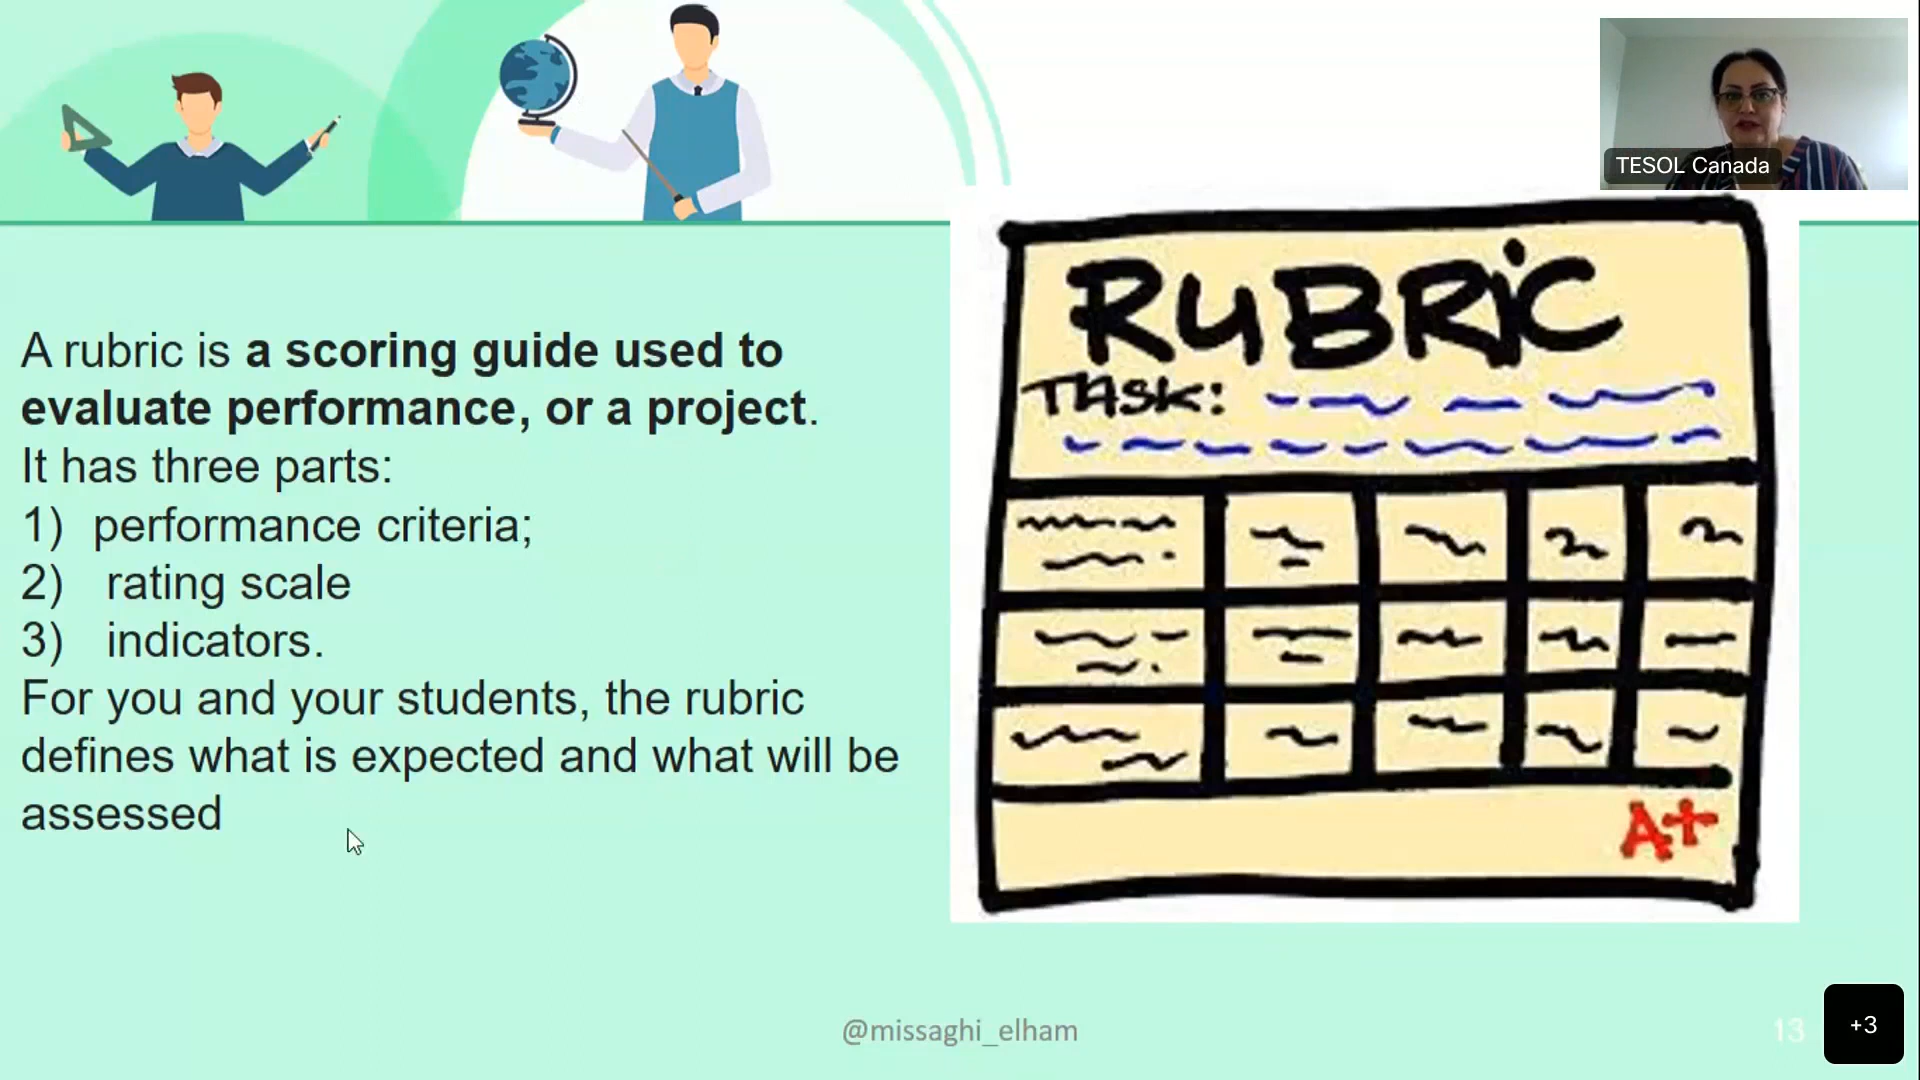 TESOL Canada
A rubric is a scoring guide used to
evaluate performance, or a project.
It has three parts:
1) performance criteria;
2) rating scale
3) indicators.
For you and your students, the rubric
defines what is expected and what will be
assessed
RUBRiC
TASK:
A+
@missaghi_elham
13
+3